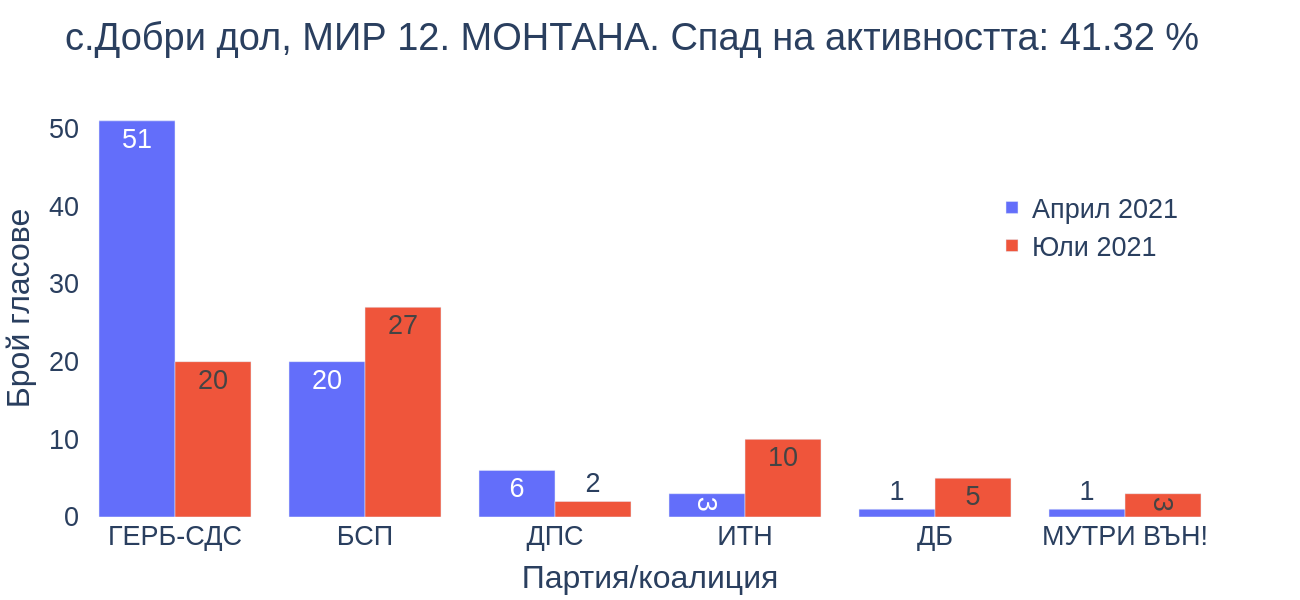 с.Добри дол, МИР 12. МОНТАНА. Спад на активността: 41.32 %
50
40
30
20
10
0
Брой гласове
51
20
20
27
6
2
3
10
1
5
1
3
Април 2021
Юли 2021
ГЕРБ-СДС
БСП
ДПС
ИТН
ДБ
МУТРИ ВЪН!
Партия/коалиция